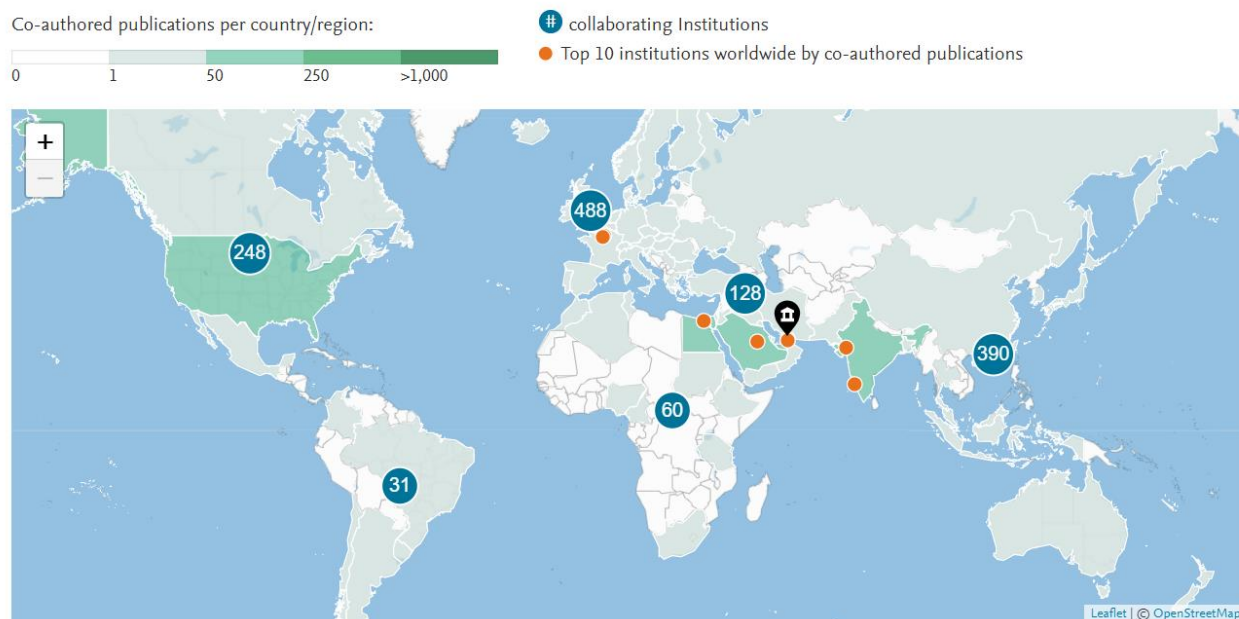 Co-authored publications per country/region:
0 1 50 250 >1,000
# collaborating Institutions
Top 10 institutions worldwide by co-authored publications
+
−
488
248
128
390
60
31
Leaflet | © OpenStreetMap